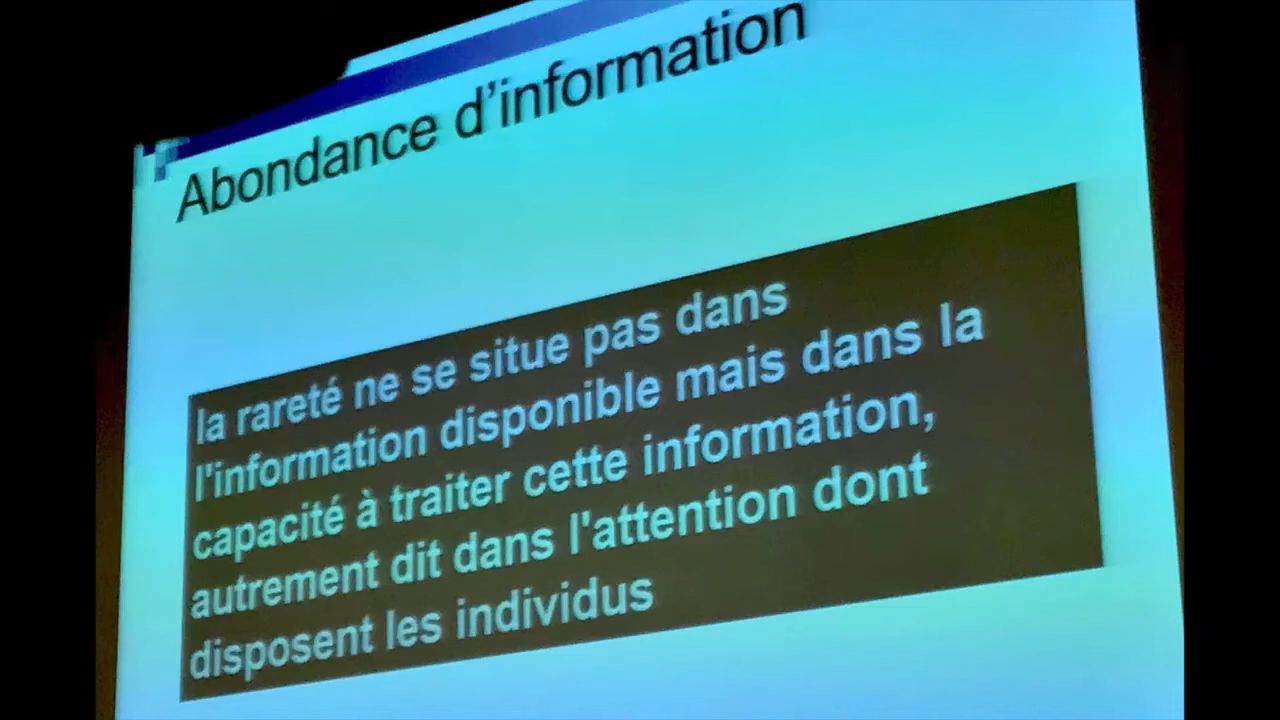 Abondance d'information
la rareté ne se situe pas dans
l'information disponible mais dans la
capacité à traiter cette information,
autrement dit dans l'attention dont
disposent les individus